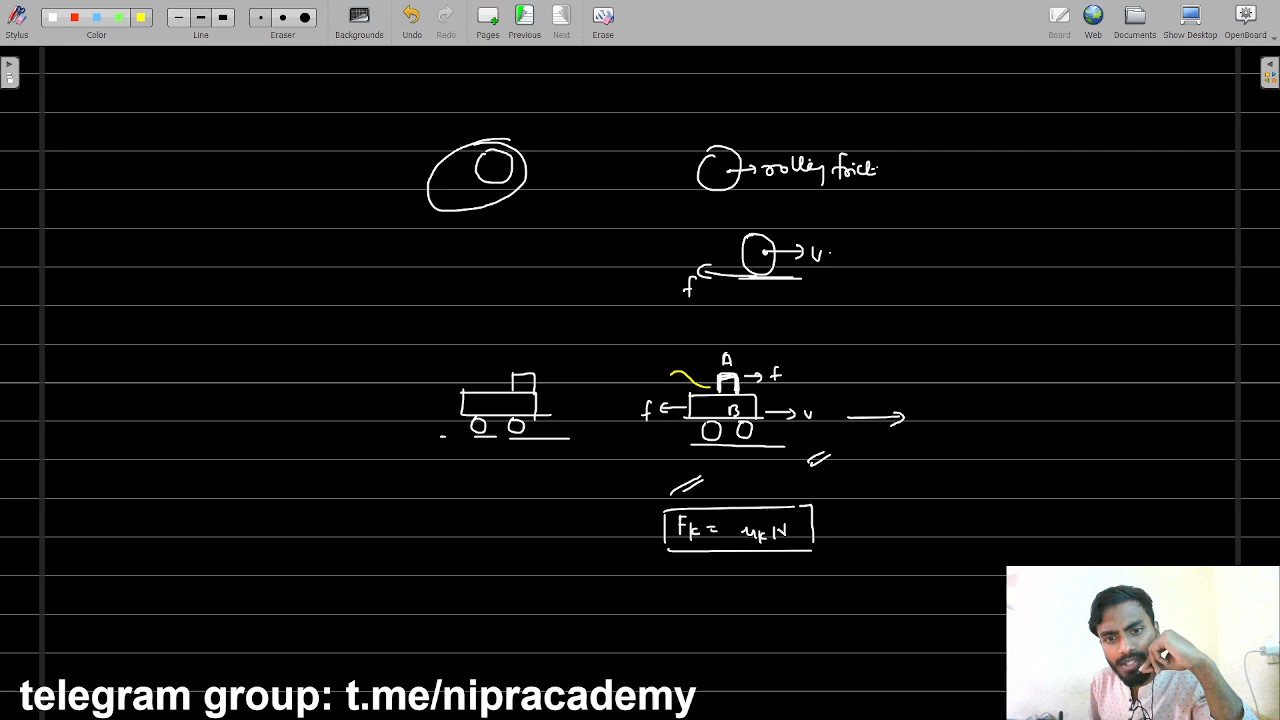 Stylus
Color
Line
Eraser
Backgrounds
Undo
Redo
Pages
Previous
Next
Erase
Board
Web
Documents
Show Desktop
OpenBoard
rolling frict
v
f
A
f
f
B
v
Fk = μk N
telegram group: t.me/nipracademy